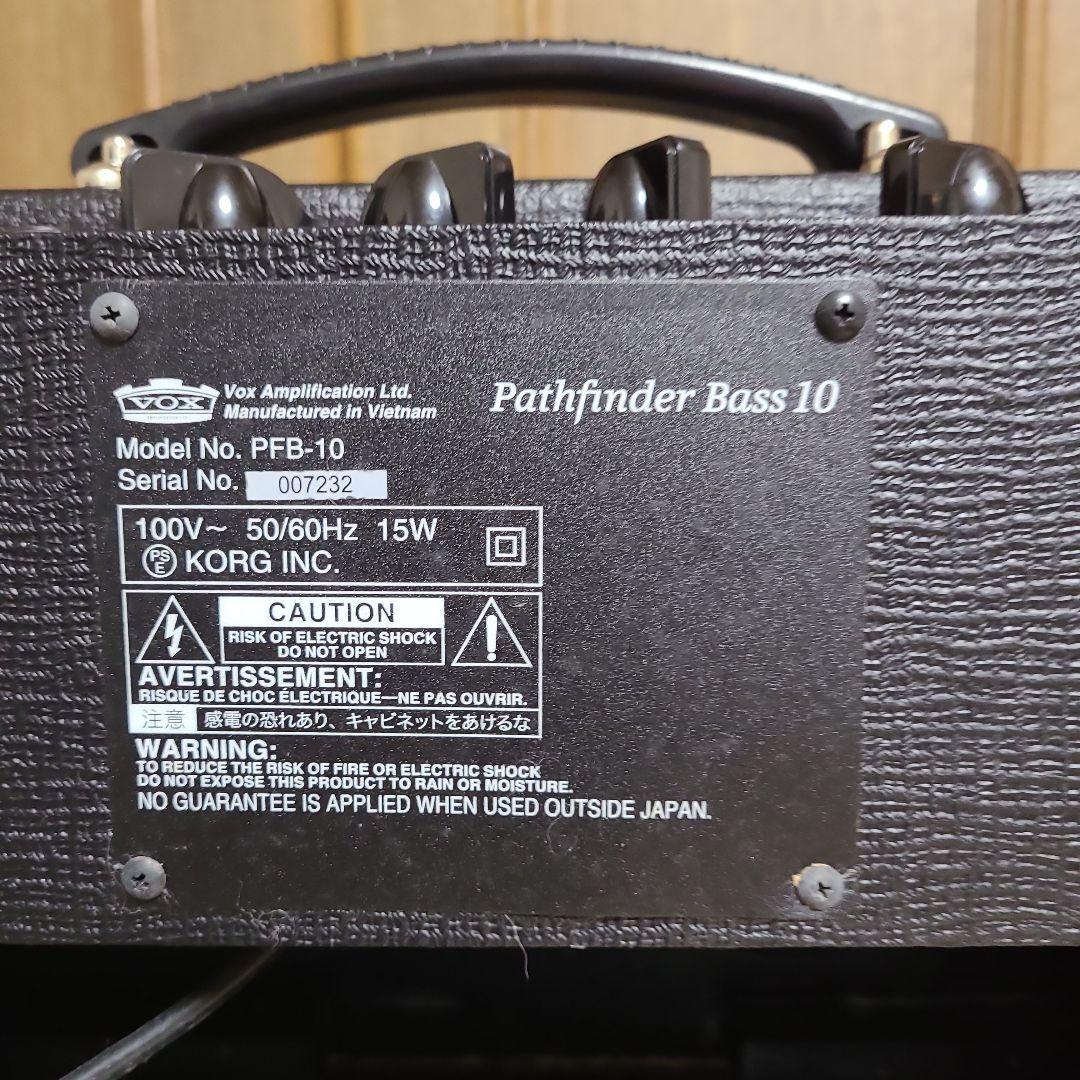 VOX
Vox Amplification Ltd.
Manufactured in Vietnam
Pathfinder Bass 10
Model No. PFB-10
Serial No. 007232
100V~ 50/60Hz 15W
PSE KORG INC.
CAUTION
RISK OF ELECTRIC SHOCK
DO NOT OPEN
AVERTISSEMENT:
RISQUE DE CHOC ÉLECTRIQUE—NE PAS OUVRIR.
注意 感電の恐れあり、キャビネットをあけるな
WARNING:
TO REDUCE THE RISK OF FIRE OR ELECTRIC SHOCK
DO NOT EXPOSE THIS PRODUCT TO RAIN OR MOISTURE.
NO GUARANTEE IS APPLIED WHEN USED OUTSIDE JAPAN.